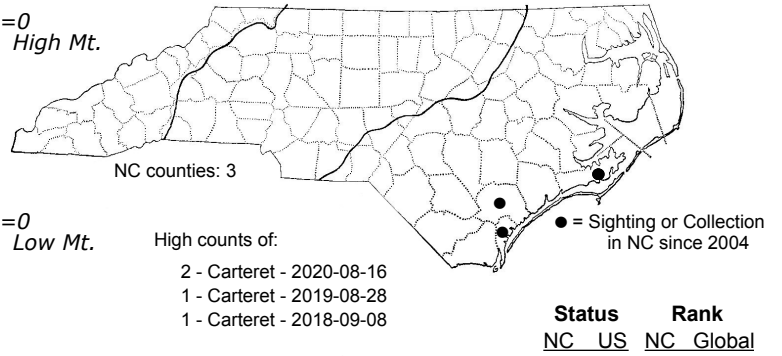 =0
High Mt.
NC counties: 3
=0
Low Mt.
High counts of:
2 - Carteret - 2020-08-16
1 - Carteret - 2019-08-28
1 - Carteret - 2018-09-08
● = Sighting or Collection
in NC since 2004
Status Rank
NC US NC Global